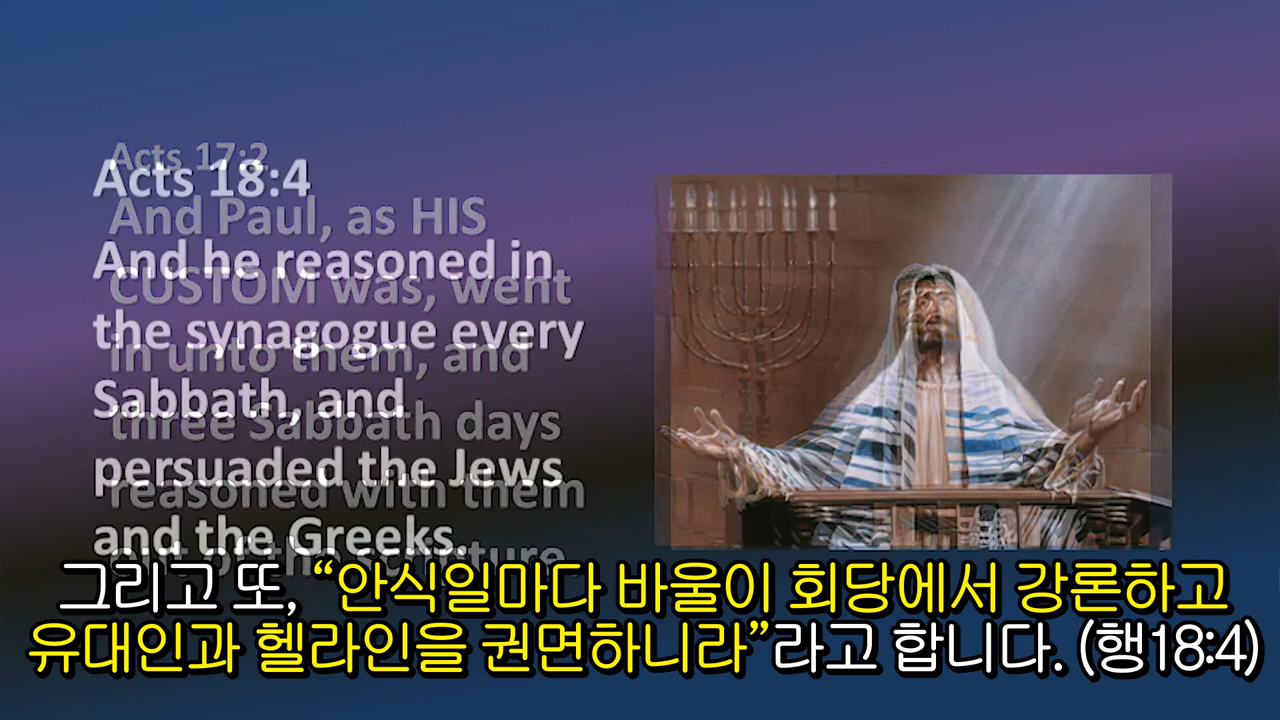 Acts 17:2
And Paul, as HIS
CUSTOM was, went
in unto them, and
three Sabbath days
reasoned with them
out of the scripture
Acts 18:4
And he reasoned in
the synagogue every
Sabbath, and
persuaded the Jews
and the Greeks.
그리고 또, “안식일마다 바울이 회당에서 강론하고
유대인과 헬라인을 권면하니라”라고 합니다. (행18:4)